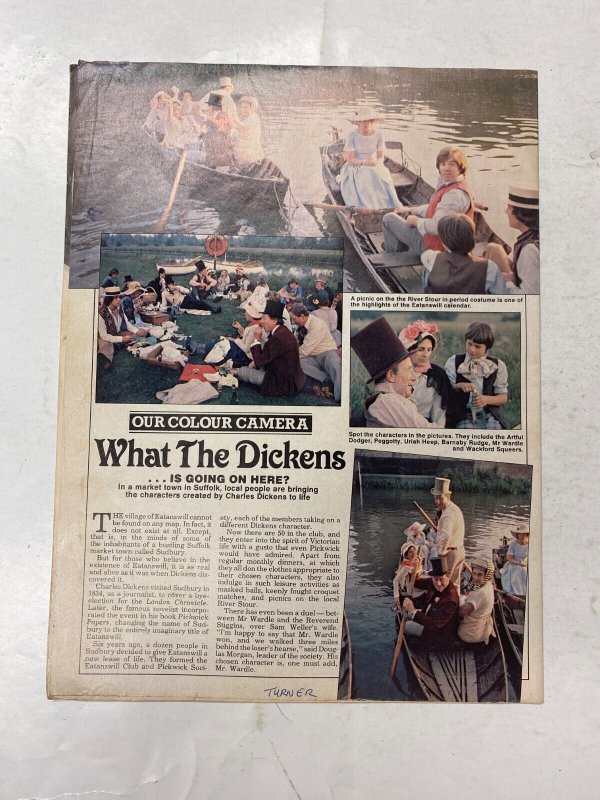 A picnic on the the River Stour in period costume is one of
the highlights of the Eatanswill calendar.
Spot the characters in the pictures. They include the Artful
Dodger, Peggotty, Uriah Heep, Barnaby Rudge, Mr Wardle
and Wackford Squeers.
OUR COLOUR CAMERA
What The Dickens
. . . IS GOING ON HERE?
In a market town in Suffolk, local people are bringing
the characters created by Charles Dickens to life
THE village of Eatanswill cannot
be found on any map. In fact, it
does not exist at all. Except,
that is, in the minds of some of
the inhabitants of a bustling Suffolk
market town called Sudbury.
But for those who believe in the
existence of Eatanswill, it is as real
and alive as it was when Dickens dis-
covered it.
Charles Dickens visited Sudbury in
1834, as a journalist, to cover a bye-
election for the London Chronicle.
Later, the famous novelist incorpo-
rated the event in his book Pickwick
Papers, changing the name of Sud-
bury to the entirely imaginary title of
Eatanswill.
Six years ago, a dozen people in
Sudbury decided to give Eatanswill a
new lease of life. They formed the
Eatanswill Club and Pickwick Soci-
ety, each of the members taking on a
different Dickens character.
Now there are 50 in the club, and
they enter into the spirit of Victorian
life with a gusto that even Pickwick
would have admired. Apart from
regular monthly dinners, at which
they all don the clothes appropriate to
their chosen characters, they also
indulge in such leisure activities as
masked balls, keenly fought croquet
matches, and picnics on the local
River Stour.
There has even been a duel — bet-
ween Mr Wardle and the Reverend
Stiggins, over Sam Weller's wife.
"I'm happy to say that Mr. Wardle
won, and we walked three miles
behind the loser's hearse," said Doug-
las Morgan, leader of the society. His
chosen character is, one must add,
Mr. Wardle.
TURNER